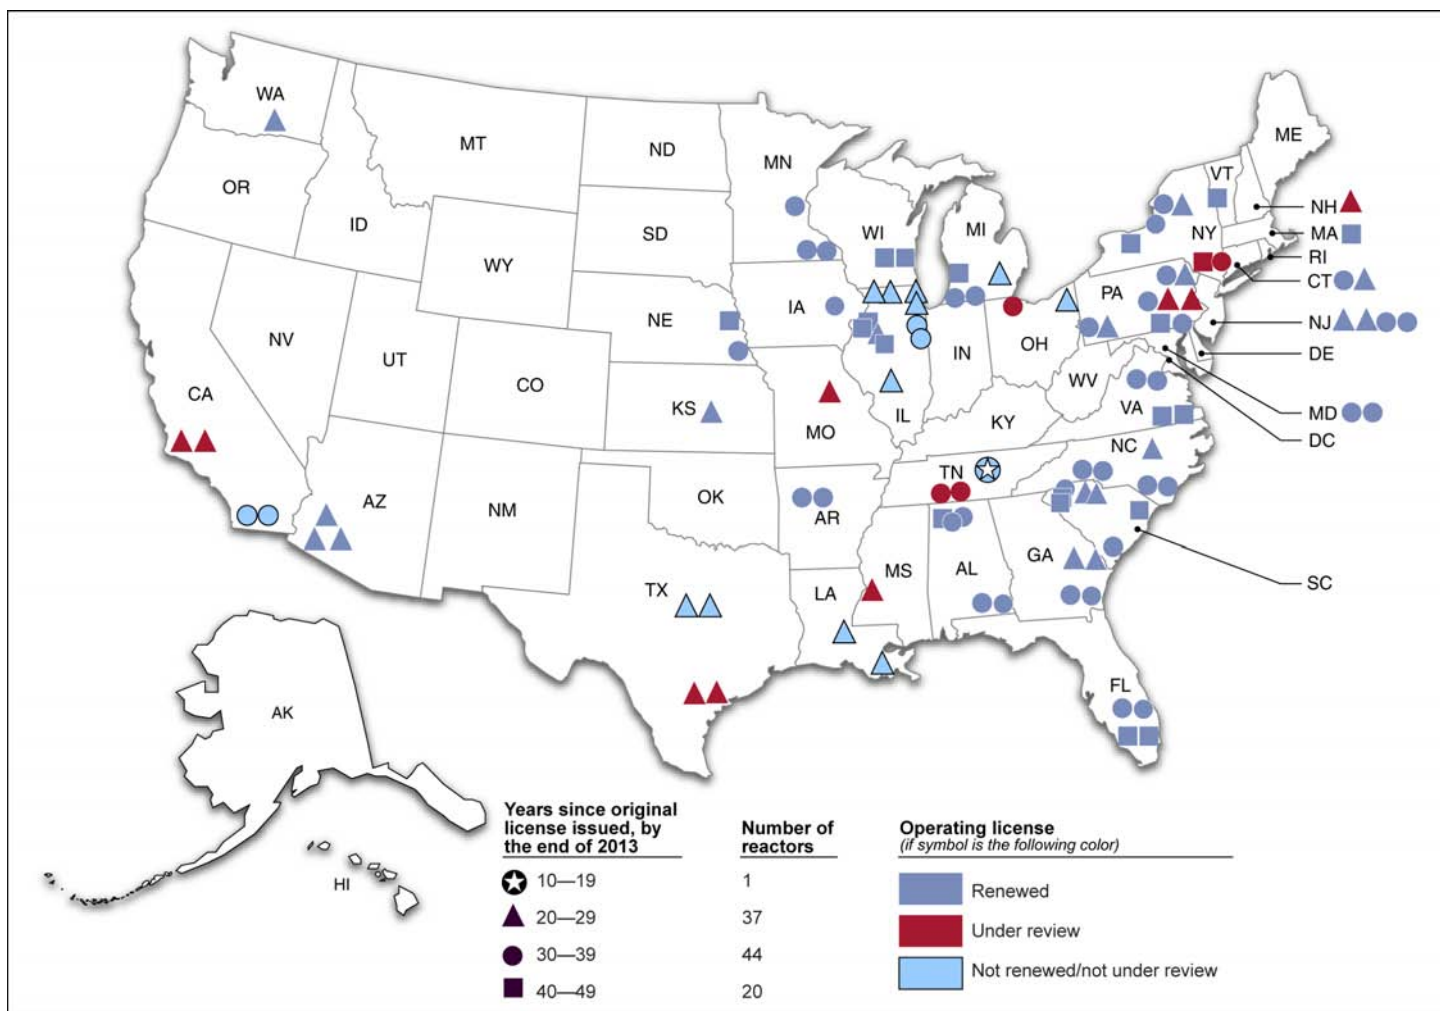 WA
MT
ND
MN
ME
VT
OR
ID
SD
WI
MI
NY
NH
MA
RI
CT
WY
IA
PA
NJ
NE
NV
UT
CO
IN
OH
DE
CA
KS
MO
IL
WV
KY
VA
MD
DC
NC
AZ
NM
OK
TN
AR
SC
TX
LA
MS
AL
GA
FL
AK
HI
Years since original
license issued, by
the end of 2013
Number of
reactors
Operating license
(if symbol is the following color)
10—19 1
20—29 37
30—39 44
40—49 20
Renewed
Under review
Not renewed/not under review